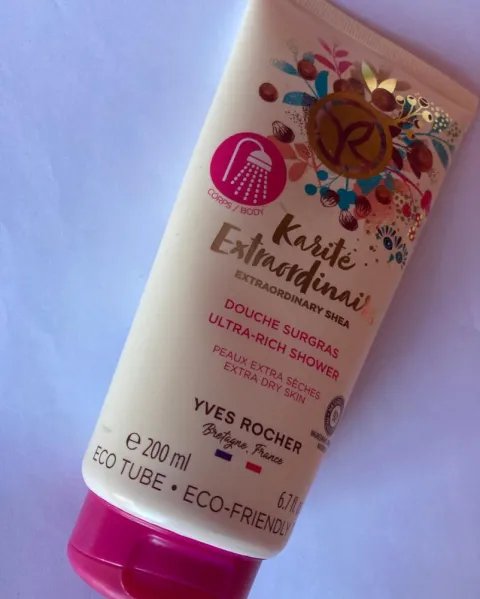 CORPS / BODY
Karité
Extraordinai
EXTRAORDINARY SHEA
DOUCHE SURGRAS
ULTRA-RICH SHOWER
PEAUX EXTRA SÈCHES
EXTRA DRY SKIN
YVES ROCHER
Bretagne, France
e 200 ml 6.7 fl
ECO TUBE • ECO-FRIENDLY